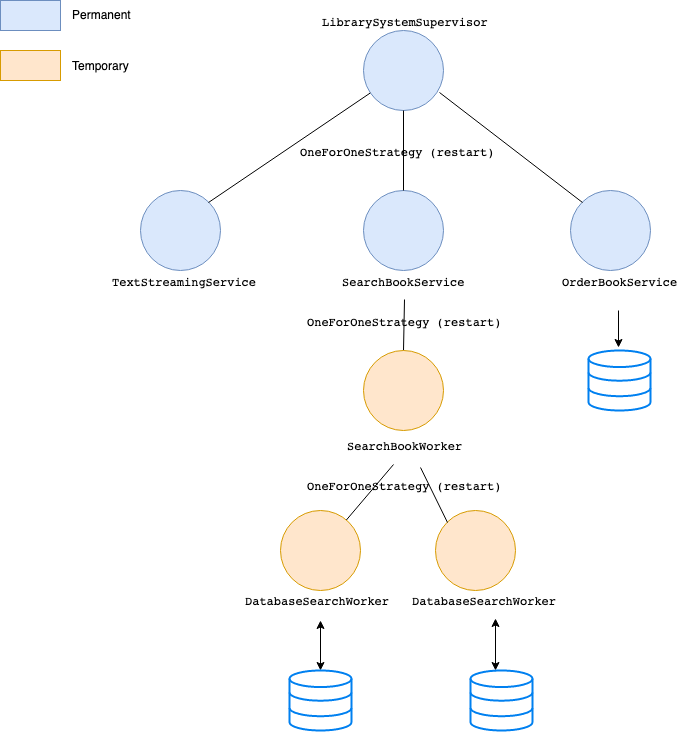 LibrarySystemSupervisor
Permanent
Temporary
OneForOneStrategy (restart)
TextStreamingService
SearchBookService
OrderBookService
OneForOneStrategy (restart)
SearchBookWorker
OneForOneStrategy (restart)
DatabaseSearchWorker
DatabaseSearchWorker